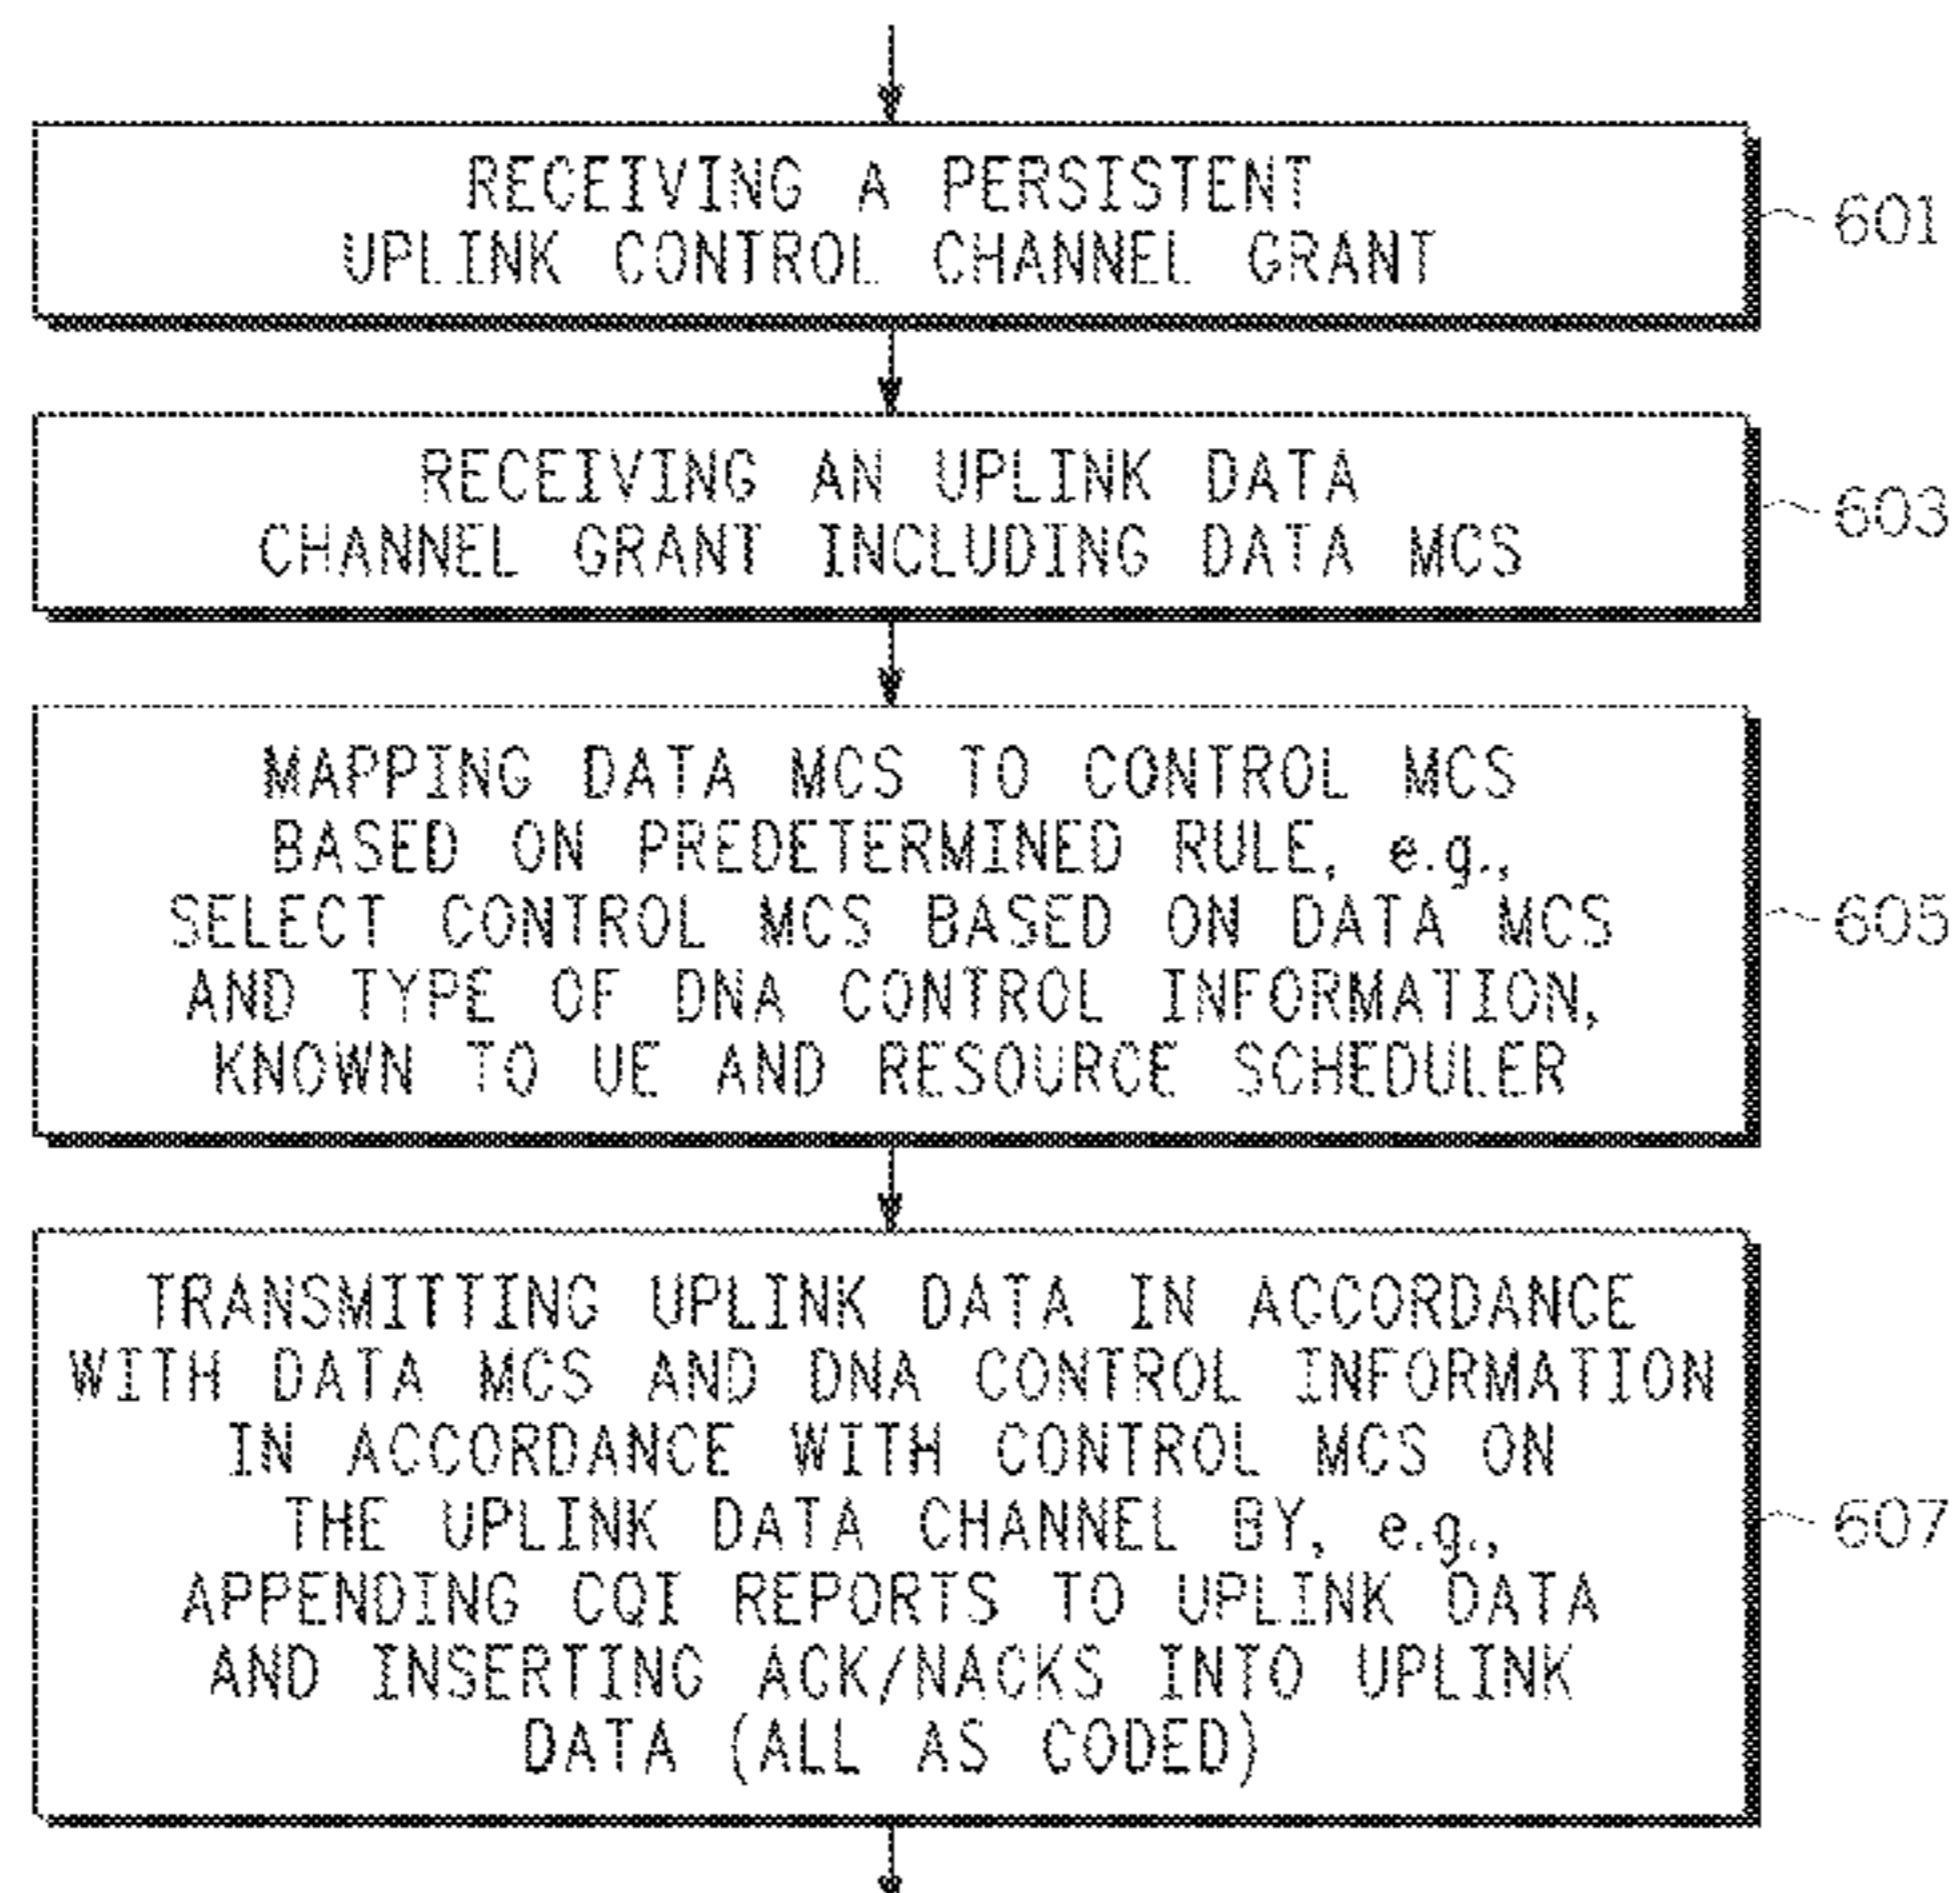 RECEIVING A PERSISTENT
UPLINK CONTROL CHANNEL GRANT
601
RECEIVING AN UPLINK DATA
CHANNEL GRANT INCLUDING DATA MCS
603
MAPPING DATA MCS TO CONTROL MCS
BASED ON PREDETERMINED RULE, e.g.,
SELECT CONTROL MCS BASED ON DATA MCS
AND TYPE OF DNA CONTROL INFORMATION,
KNOWN TO UE AND RESOURCE SCHEDULER
605
TRANSMITTING UPLINK DATA IN ACCORDANCE
WITH DATA MCS AND DNA CONTROL INFORMATION
IN ACCORDANCE WITH CONTROL MCS ON
THE UPLINK DATA CHANNEL BY, e.g.,
APPENDING CQI REPORTS TO UPLINK DATA
AND INSERTING ACK/NACKS INTO UPLINK
DATA (ALL AS CODED)
607